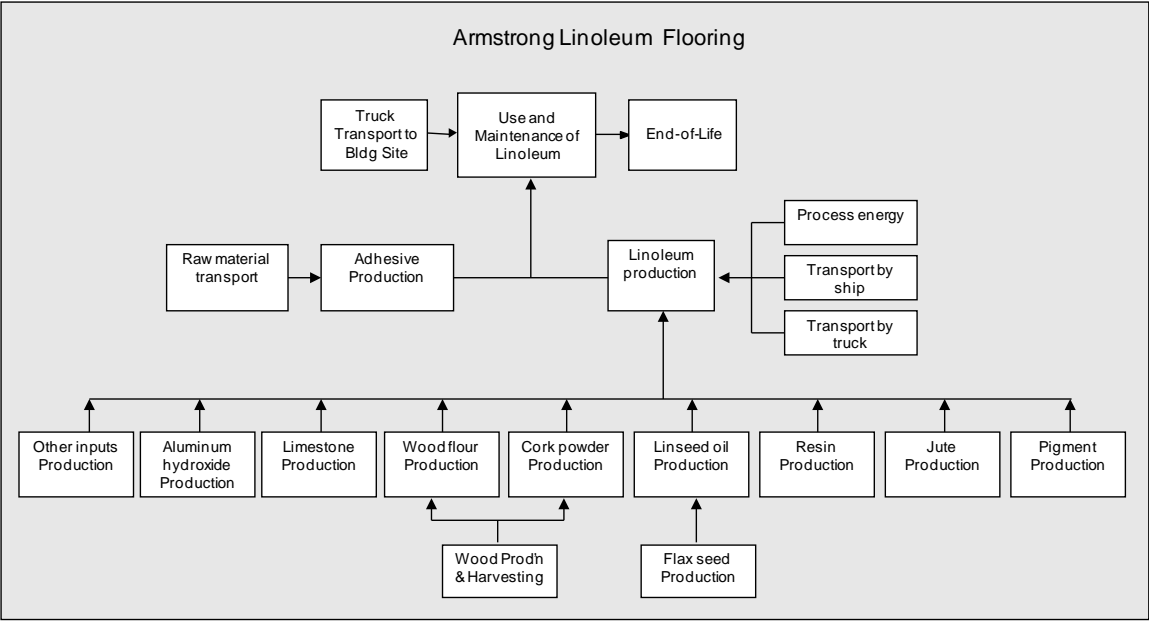 Armstrong Linoleum Flooring
Truck
Transport to
Bldg Site
Use and
Maintenance of
Linoleum
End-of-Life
Raw material
transport
Adhesive
Production
Linoleum
production
Process energy
Transport by
ship
Transport by
truck
Other inputs
Production
Aluminum
hydroxide
Production
Limestone
Production
Wood flour
Production
Cork powder
Production
Linseed oil
Production
Resin
Production
Jute
Production
Pigment
Production
Wood Prod'n
& Harvesting
Flax seed
Production